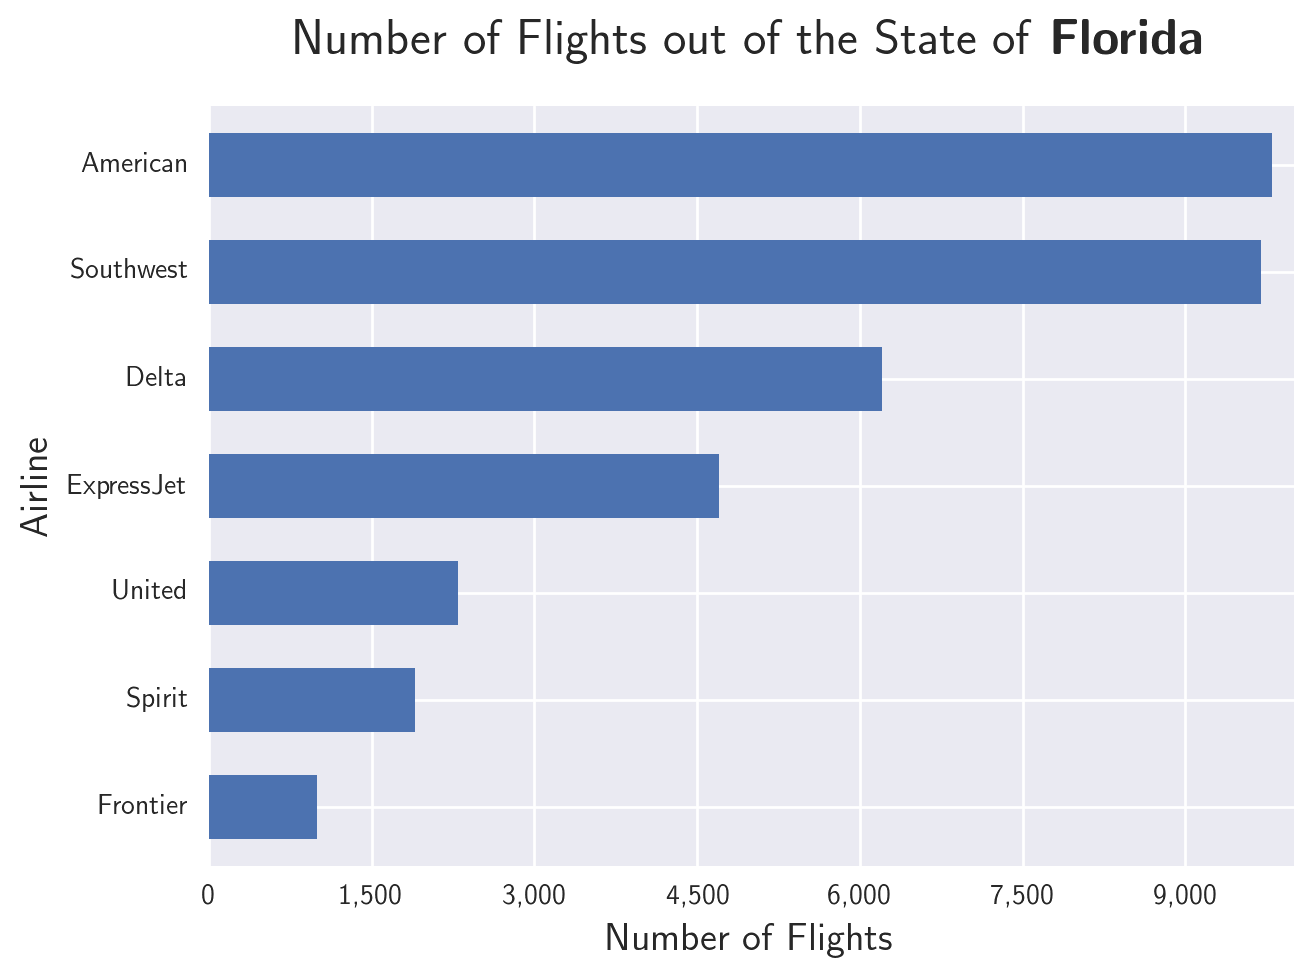 Number of Flights out of the State of Florida
American
Southwest
Delta
ExpressJet
United
Spirit
Frontier
Airline
0 1,500 3,000 4,500 6,000 7,500 9,000
Number of Flights